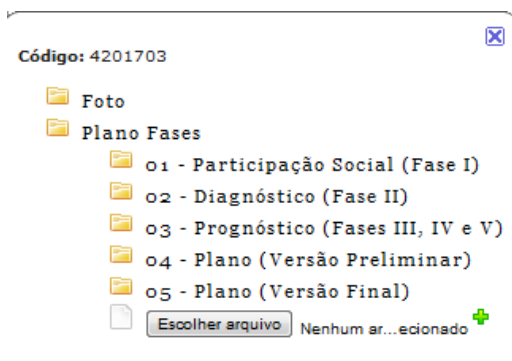 Código: 4201703
Foto
Plano Fases
01 - Participação Social (Fase I)
02 - Diagnóstico (Fase II)
03 - Prognóstico (Fases III, IV e V)
04 - Plano (Versão Preliminar)
05 - Plano (Versão Final)
Escolher arquivo Nenhum ar...ecionado